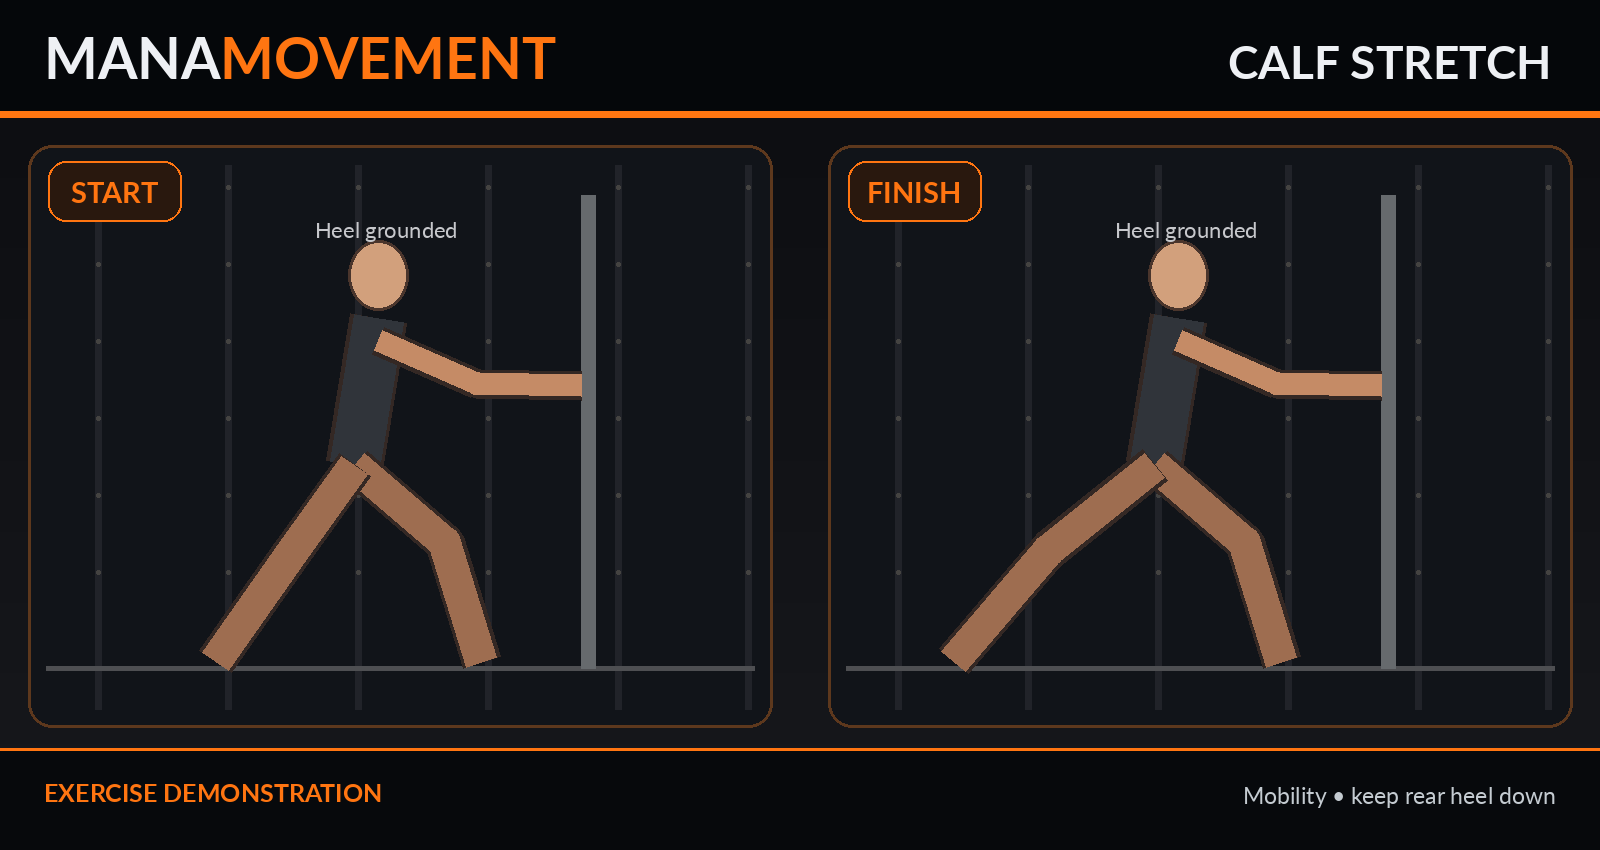 MANAMOVEMENT
CALF STRETCH
START
Heel grounded
FINISH
Heel grounded
EXERCISE DEMONSTRATION
Mobility • keep rear heel down